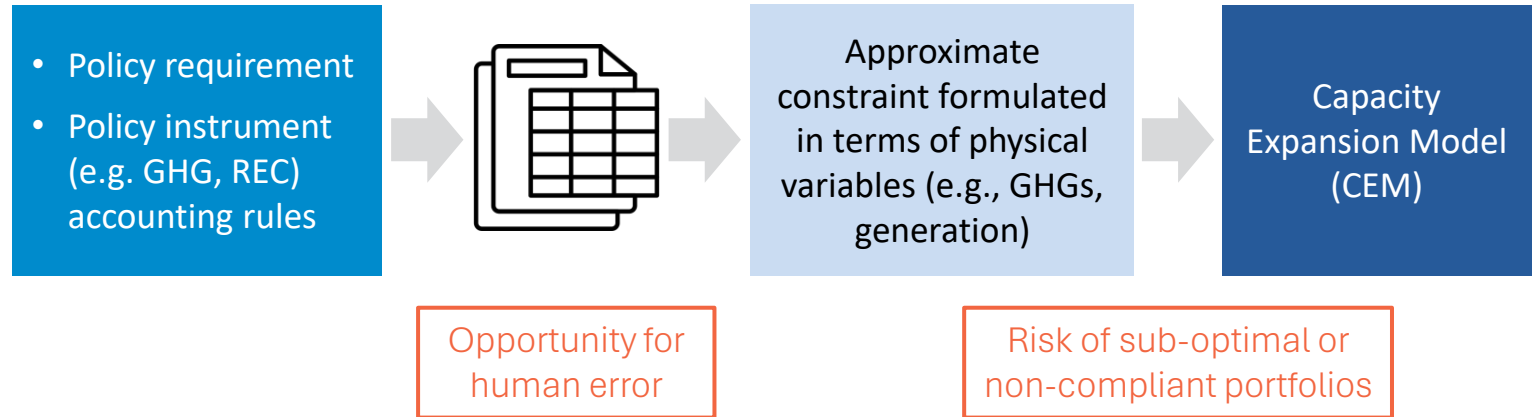 • Policy requirement
• Policy instrument
(e.g. GHG, REC)
accounting rules
Approximate
constraint formulated
in terms of physical
variables (e.g., GHGs,
generation)
Capacity
Expansion Model
(CEM)
Opportunity for
human error
Risk of sub-optimal or
non-compliant portfolios